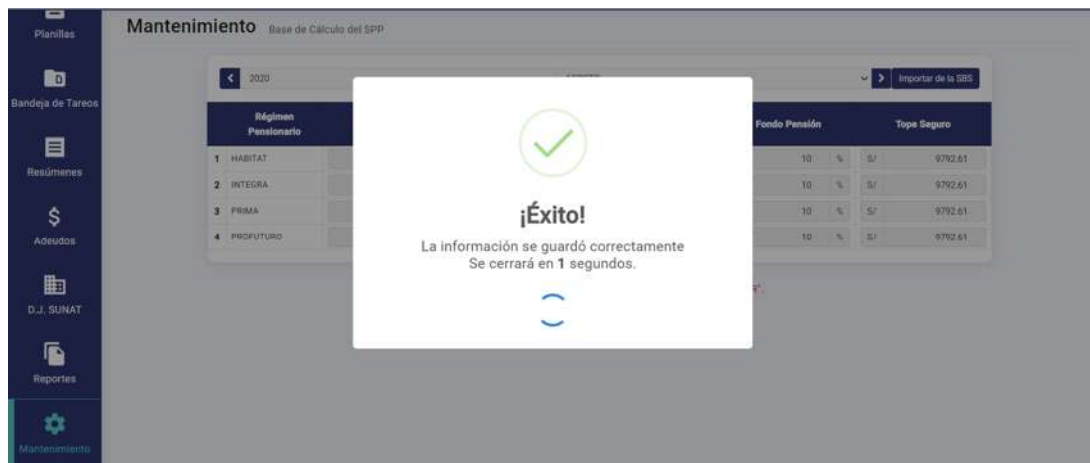 Planillas
Bandeja de Tareos
Resúmenes
Adeudos
D.J. SUNAT
Reportes
Mantenimiento
Mantenimiento Base de Cálculo del SPP
2020
Importar de la SBS
Régimen Pensionario Fondo Pensión Tope Seguro
1 HABITAT 10 % S/ 9792.61
2 INTEGRA 10 % S/ 9792.61
3 PRIMA 10 % S/ 9792.61
4 PROFUTURO 10 % S/ 9792.61
¡Éxito!
La información se guardó correctamente
Se cerrará en 1 segundos.